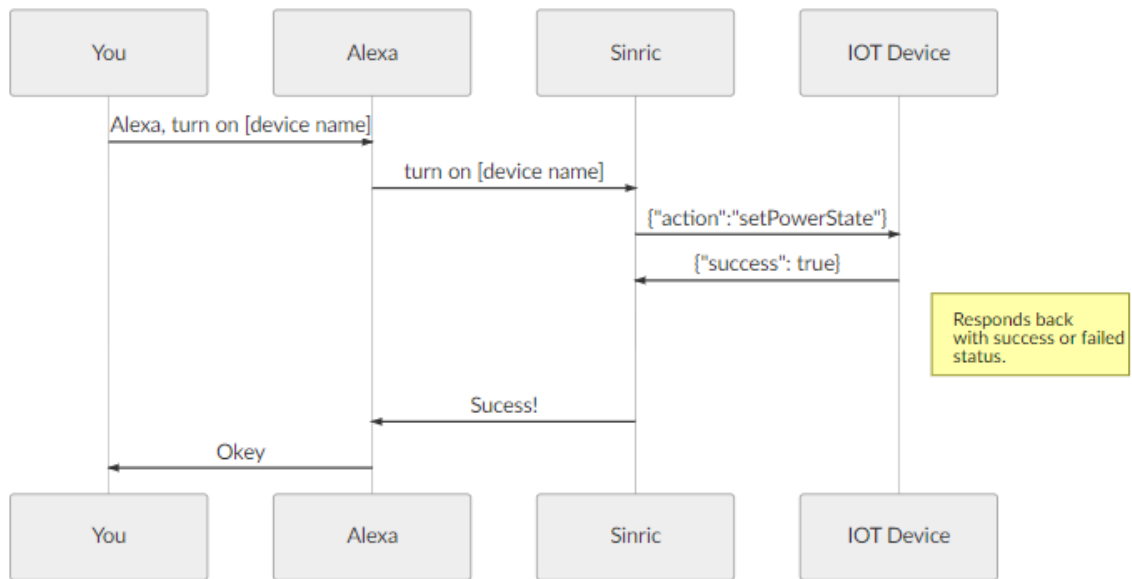 You
Alexa
Sinric
IOT Device
Alexa, turn on [device name]
turn on [device name]
{"action":"setPowerState"}
{"success": true}
Responds back
with success or failed
status.
Sucess!
Okey
You
Alexa
Sinric
IOT Device